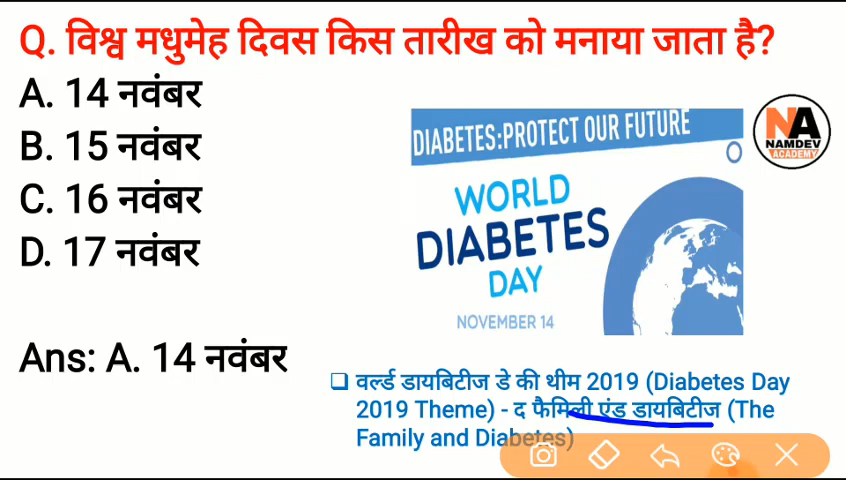 Q. विश्व मधुमेह दिवस किस तारीख को मनाया जाता है?
A. 14 नवंबर
B. 15 नवंबर
C. 16 नवंबर
D. 17 नवंबर
Ans: A. 14 नवंबर
DIABETES:PROTECT OUR FUTURE
WORLD
DIABETES
DAY
NOVEMBER 14
NA
NAMDEV
ACADEMY
वर्ल्ड डायबिटीज डे की थीम 2019 (Diabetes Day
2019 Theme) - द फैमिली एंड डायबिटीज (The
Family and Diabetes)